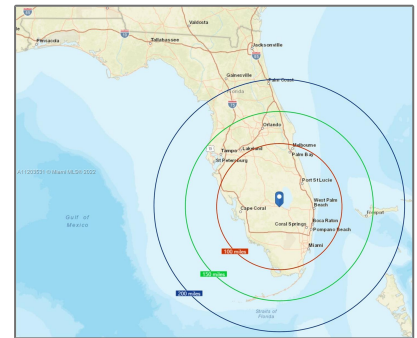 Valdosta
Pensacola
Tallahassee
Jacksonville
Gainesville
Palm Coast
Florida
Orlando
Melbourne
Lakeland
Tampa
Palm Bay
St Petersburg
Port St Lucie
Cape Coral
West Palm
Beach
Boca Raton
Coral Springs
Pompano Beach
Freeport
Gulf of
Mexico
Miami
100 miles
150 miles
200 miles
Straits of
Florida